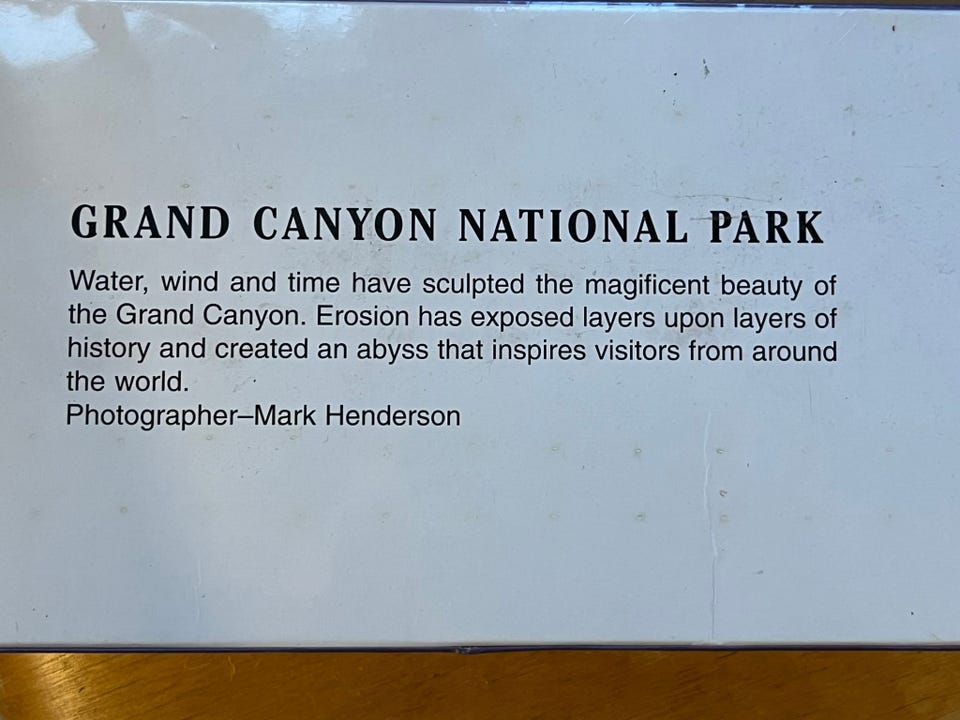 GRAND CANYON NATIONAL PARK
Water, wind and time have sculpted the magificent beauty of
the Grand Canyon. Erosion has exposed layers upon layers of
history and created an abyss that inspires visitors from around
the world.
Photographer–Mark Henderson